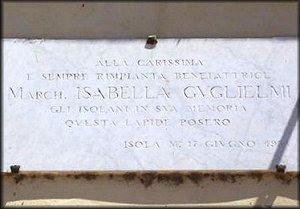 ALLA CARISSIMA
E SEMPRE RIMPIANTA BENEFATTRICE
MARCH. ISABELLA GVGLIELMI
GLI ISOLANI IN SVA MEMORIA
QVESTA LAPIDE POSERO
ISOLA M. 17 GIVGNO